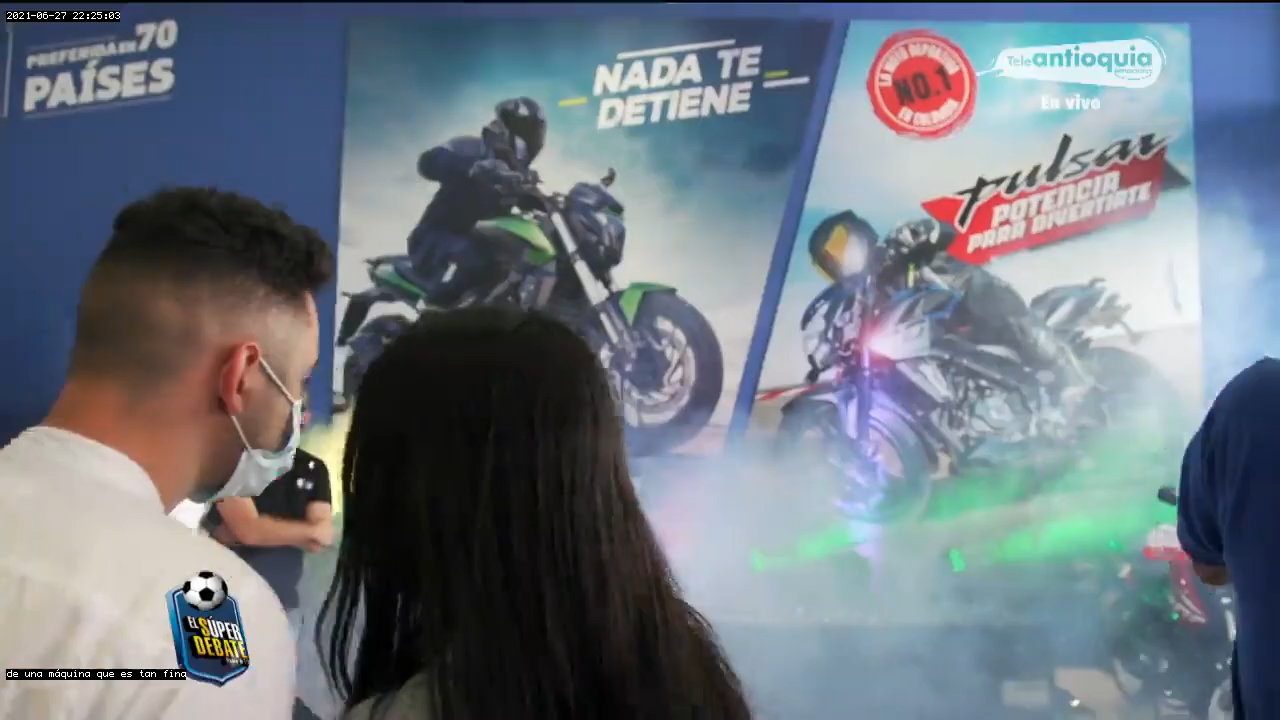 2021-06-27 22:25:03
PREFERIDA EN 70
PAÍSES
NADA TE
DETIENE
LA MOTO DEPORTIVA
NO.1
EN COLOMBIA
Teleantioquia
En vivo
pulsar
POTENCIA
PARA DIVERTIRTE
EL
SÚPER
DEBATE
de una máquina que es tan fina